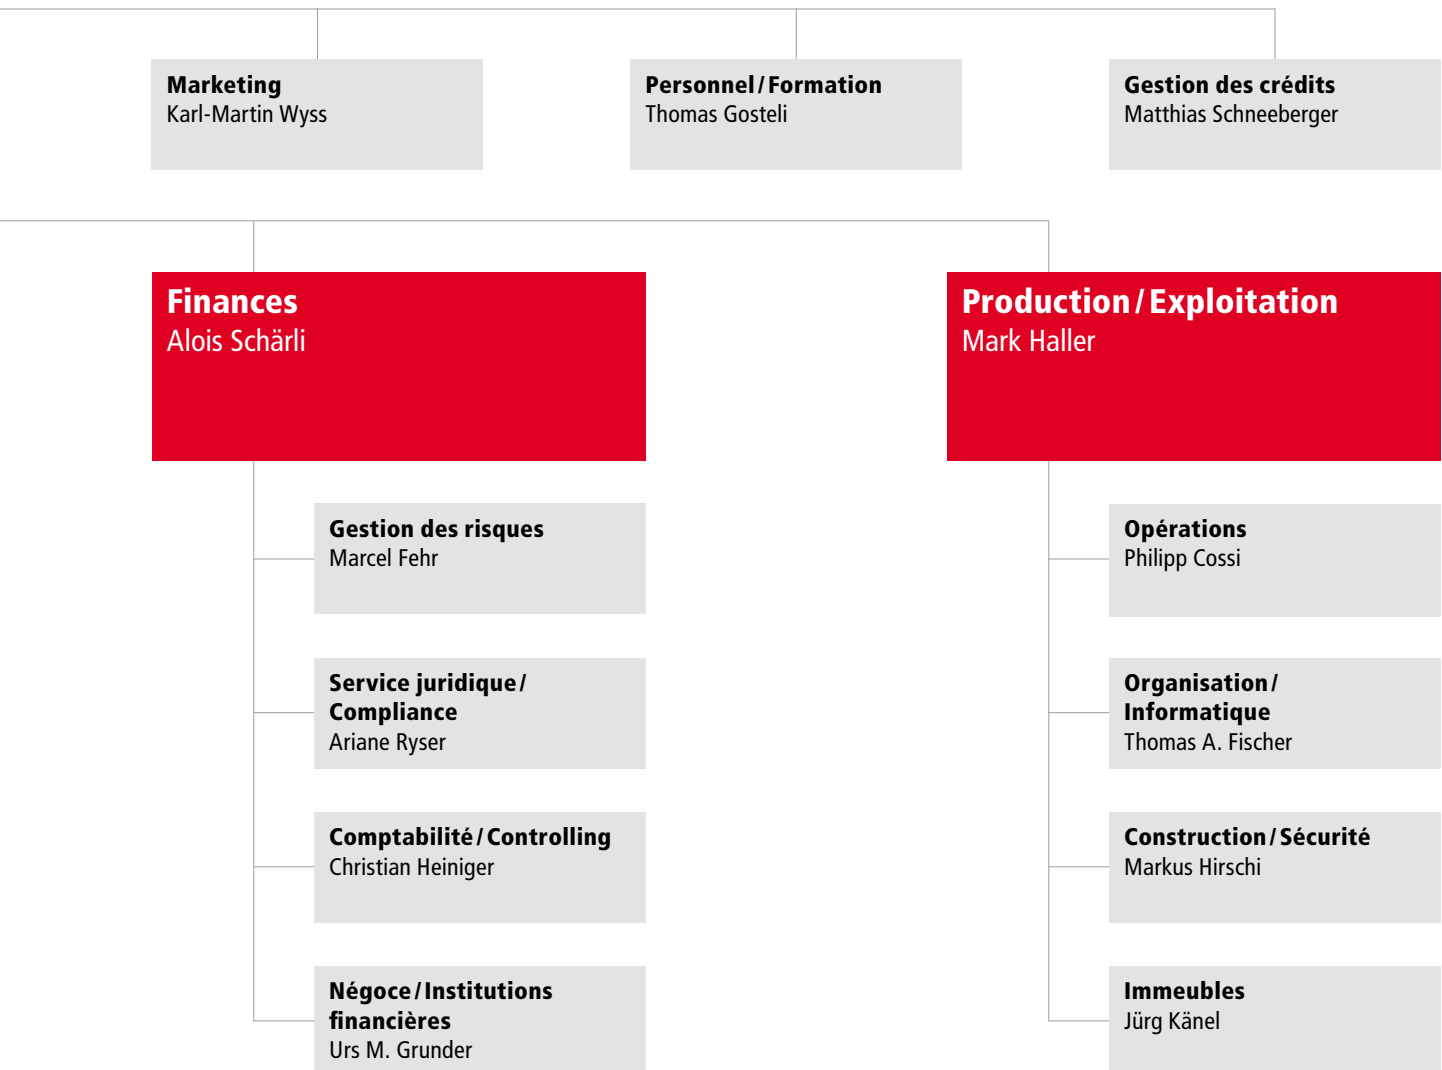 Marketing
Karl-Martin Wyss
Personnel / Formation
Thomas Gosteli
Gestion des crédits
Matthias Schneeberger
Finances
Alois Schärli
Production / Exploitation
Mark Haller
Gestion des risques
Marcel Fehr
Service juridique /
Compliance
Ariane Ryser
Comptabilité / Controlling
Christian Heiniger
Négoce / Institutions
financières
Urs M. Grunder
Opérations
Philipp Cossi
Organisation /
Informatique
Thomas A. Fischer
Construction / Sécurité
Markus Hirschi
Immeubles
Jürg Känel